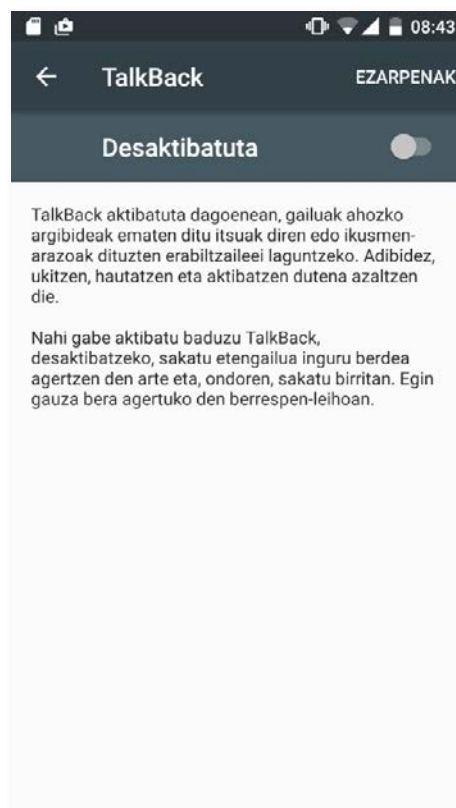 08:43
TalkBack
EZARPENAK
Desaktibatuta
TalkBack aktibatuta dagoenean, gailuak ahozko
argibideak ematen ditu itsuak diren edo ikusmen-
arazoak dituzten erabiltzaileei laguntzeko. Adibidez,
ukitzen, hautatzen eta aktibatzen dutena azaltzen
die.
Nahi gabe aktibatu baduzu TalkBack,
desaktibatzeko, sakatu etengailua inguru berdea
agertzen den arte eta, ondoren, sakatu birritan. Egin
gauza bera agertuko den berrespen-leihoan.